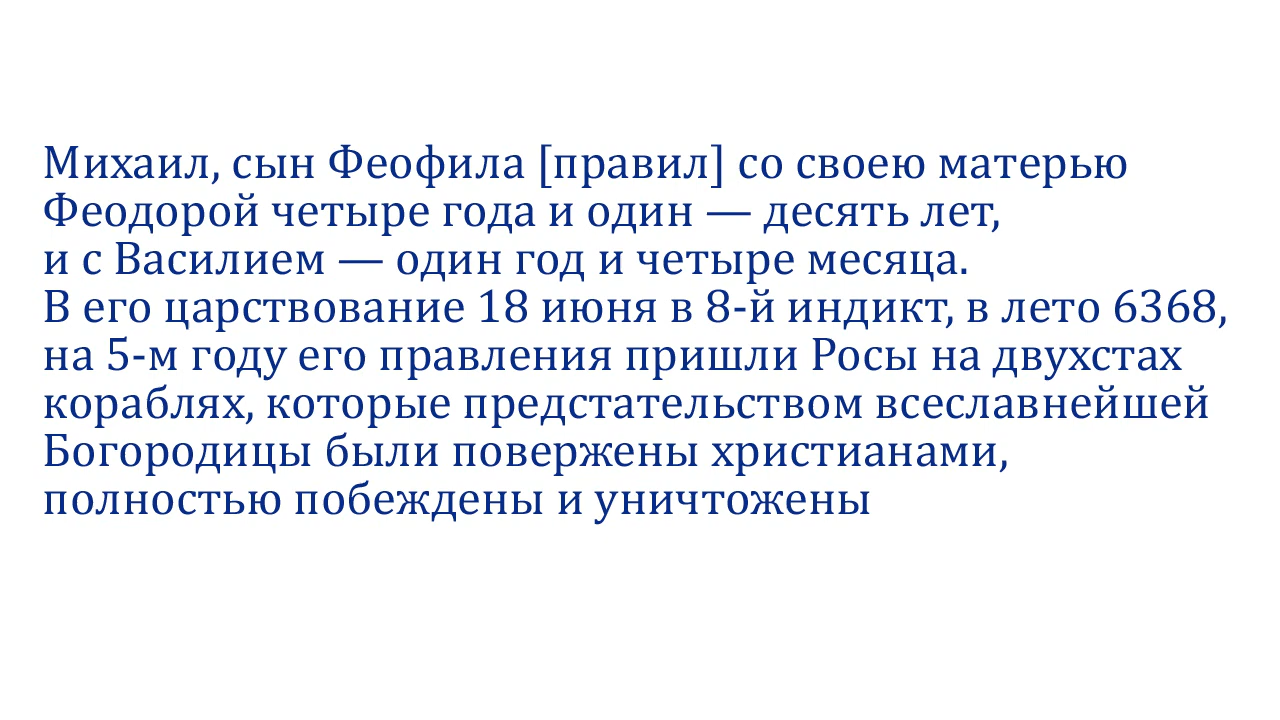 Михаил, сын Феофила [правил] со своею матерью
Феодорой четыре года и один — десять лет,
и с Василием — один год и четыре месяца.
В его царствование 18 июня в 8-й индикт, в лето 6368,
на 5-м году его правления пришли Росы на двухстах
кораблях, которые предстательством всеславнейшей
Богородицы были повержены христианами,
полностью побеждены и уничтожены